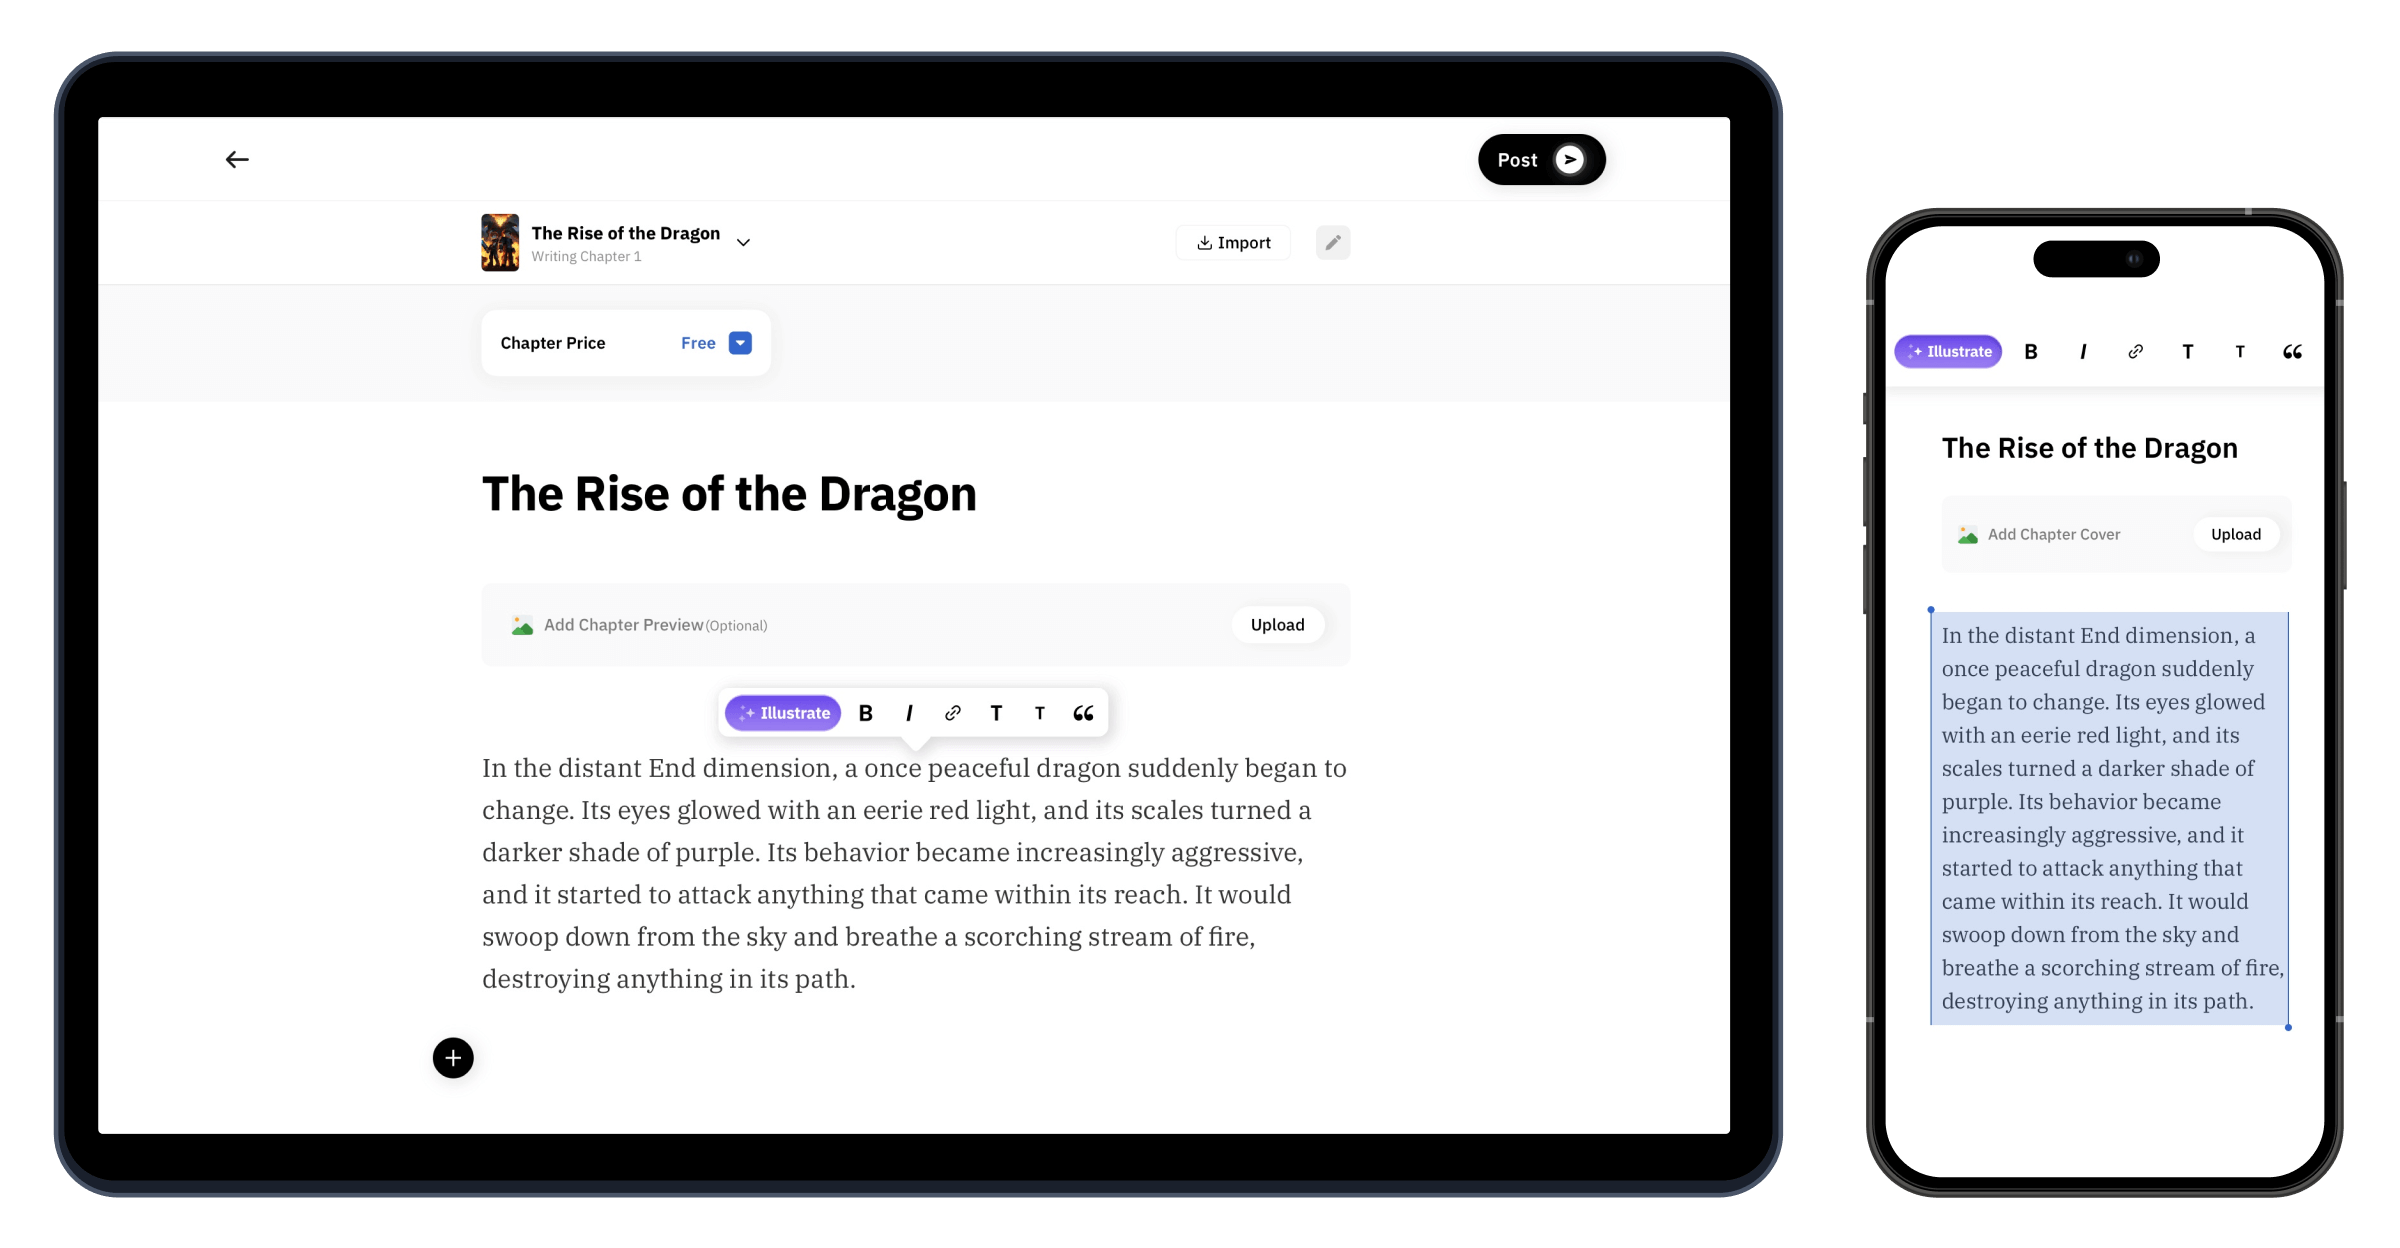 Post
The Rise of the Dragon
Writing Chapter 1
Import
Chapter Price
Free
The Rise of the Dragon
Add Chapter Preview(Optional)
Upload
Illustrate B I T T “
In the distant End dimension, a once peaceful dragon suddenly began to
change. Its eyes glowed with an eerie red light, and its scales turned a
darker shade of purple. Its behavior became increasingly aggressive,
and it started to attack anything that came within its reach. It would
swoop down from the sky and breathe a scorching stream of fire,
destroying anything in its path.
Illustrate B I T T “
The Rise of the Dragon
Add Chapter Cover
Upload
In the distant End dimension, a
once peaceful dragon suddenly
began to change. Its eyes glowed
with an eerie red light, and its
scales turned a darker shade of
purple. Its behavior became
increasingly aggressive, and it
started to attack anything that
came within its reach. It would
swoop down from the sky and
breathe a scorching stream of fire,
destroying anything in its path.